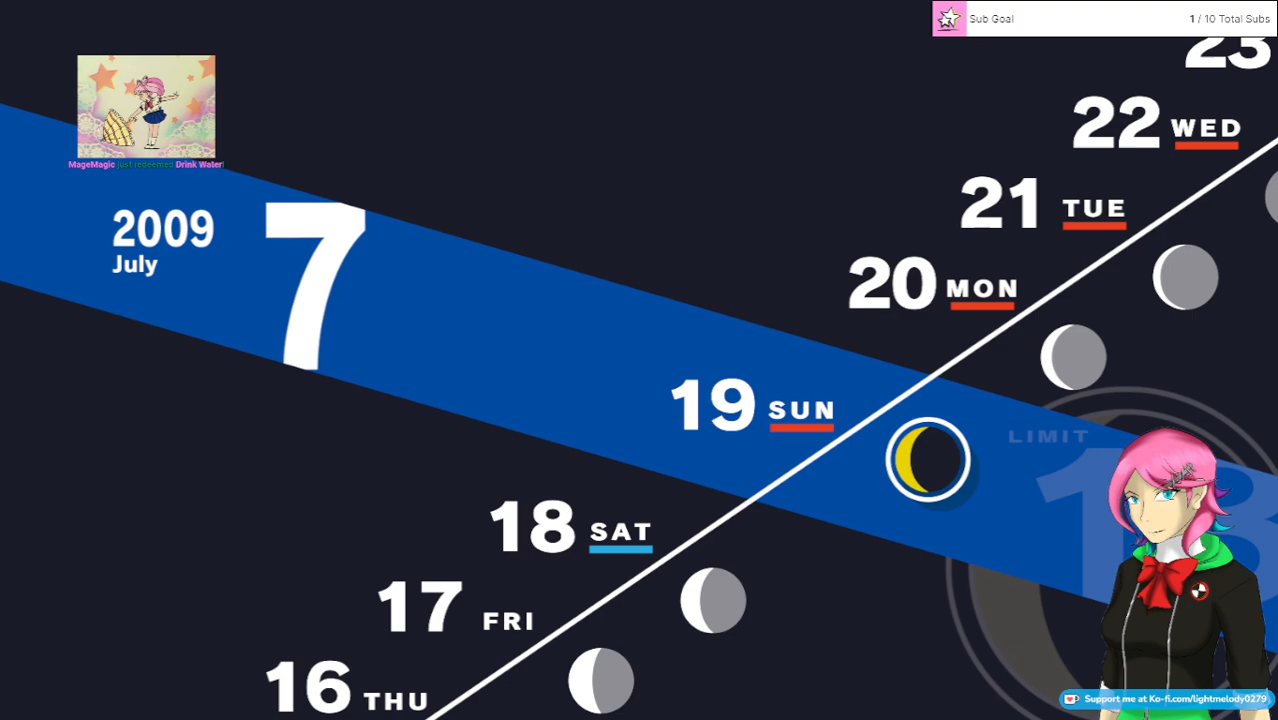 Sub Goal
1 / 10 Total Subs
23
22 WED
21 TUE
20 MON
19 SUN
18 SAT
17 FRI
16 THU
MageMagic just redeemed Drink Water!
2009
July
7
LIMIT
13
Support me at Ko-fi.com/lightmelody0279